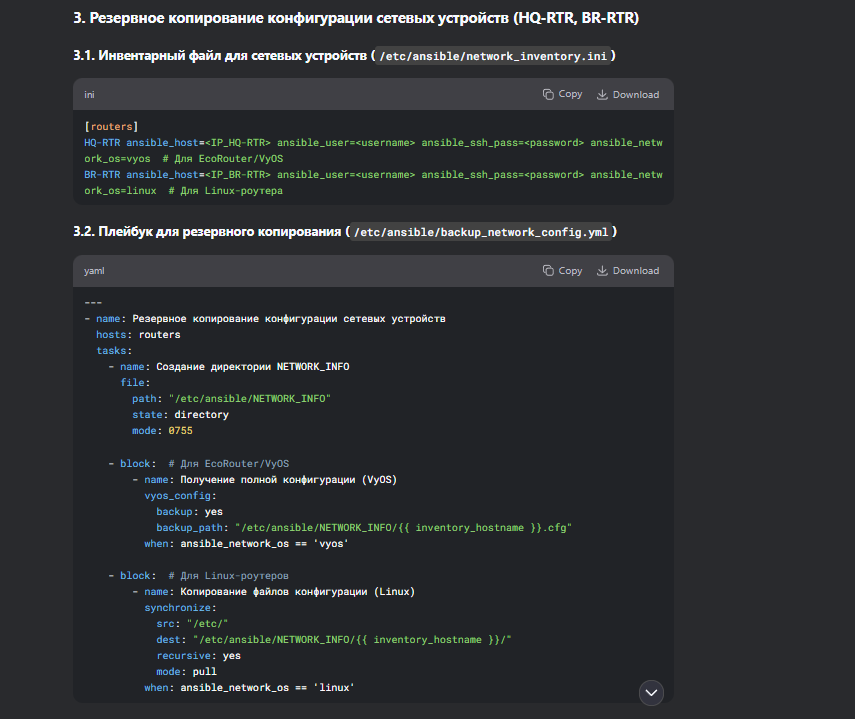 3. Резервное копирование конфигурации сетевых устройств (HQ-RTR, BR-RTR)
3.1. Инвентарный файл для сетевых устройств ( /etc/ansible/network_inventory.ini )
ini
Copy
Download
[routers]
HQ-RTR ansible_host=<IP_HQ-RTR> ansible_user=<username> ansible_ssh_pass=<password> ansible_netw
ork_os=vyos  # Для EcoRouter/VyOS
BR-RTR ansible_host=<IP_BR-RTR> ansible_user=<username> ansible_ssh_pass=<password> ansible_netw
ork_os=linux  # Для Linux-роутера
3.2. Плейбук для резервного копирования ( /etc/ansible/backup_network_config.yml )
yaml
Copy
Download
---
- name: Резервное копирование конфигурации сетевых устройств
  hosts: routers
  tasks:
    - name: Создание директории NETWORK_INFO
      file:
        path: "/etc/ansible/NETWORK_INFO"
        state: directory
        mode: 0755
    - block:  # Для EcoRouter/VyOS
        - name: Получение полной конфигурации (VyOS)
          vyos_config:
            backup: yes
            backup_path: "/etc/ansible/NETWORK_INFO/{{ inventory_hostname }}.cfg"
          when: ansible_network_os == 'vyos'
    - block:  # Для Linux-роутеров
        - name: Копирование файлов конфигурации (Linux)
          synchronize:
            src: "/etc/"
            dest: "/etc/ansible/NETWORK_INFO/{{ inventory_hostname }}/"
            recursive: yes
            mode: pull
          when: ansible_network_os == 'linux'